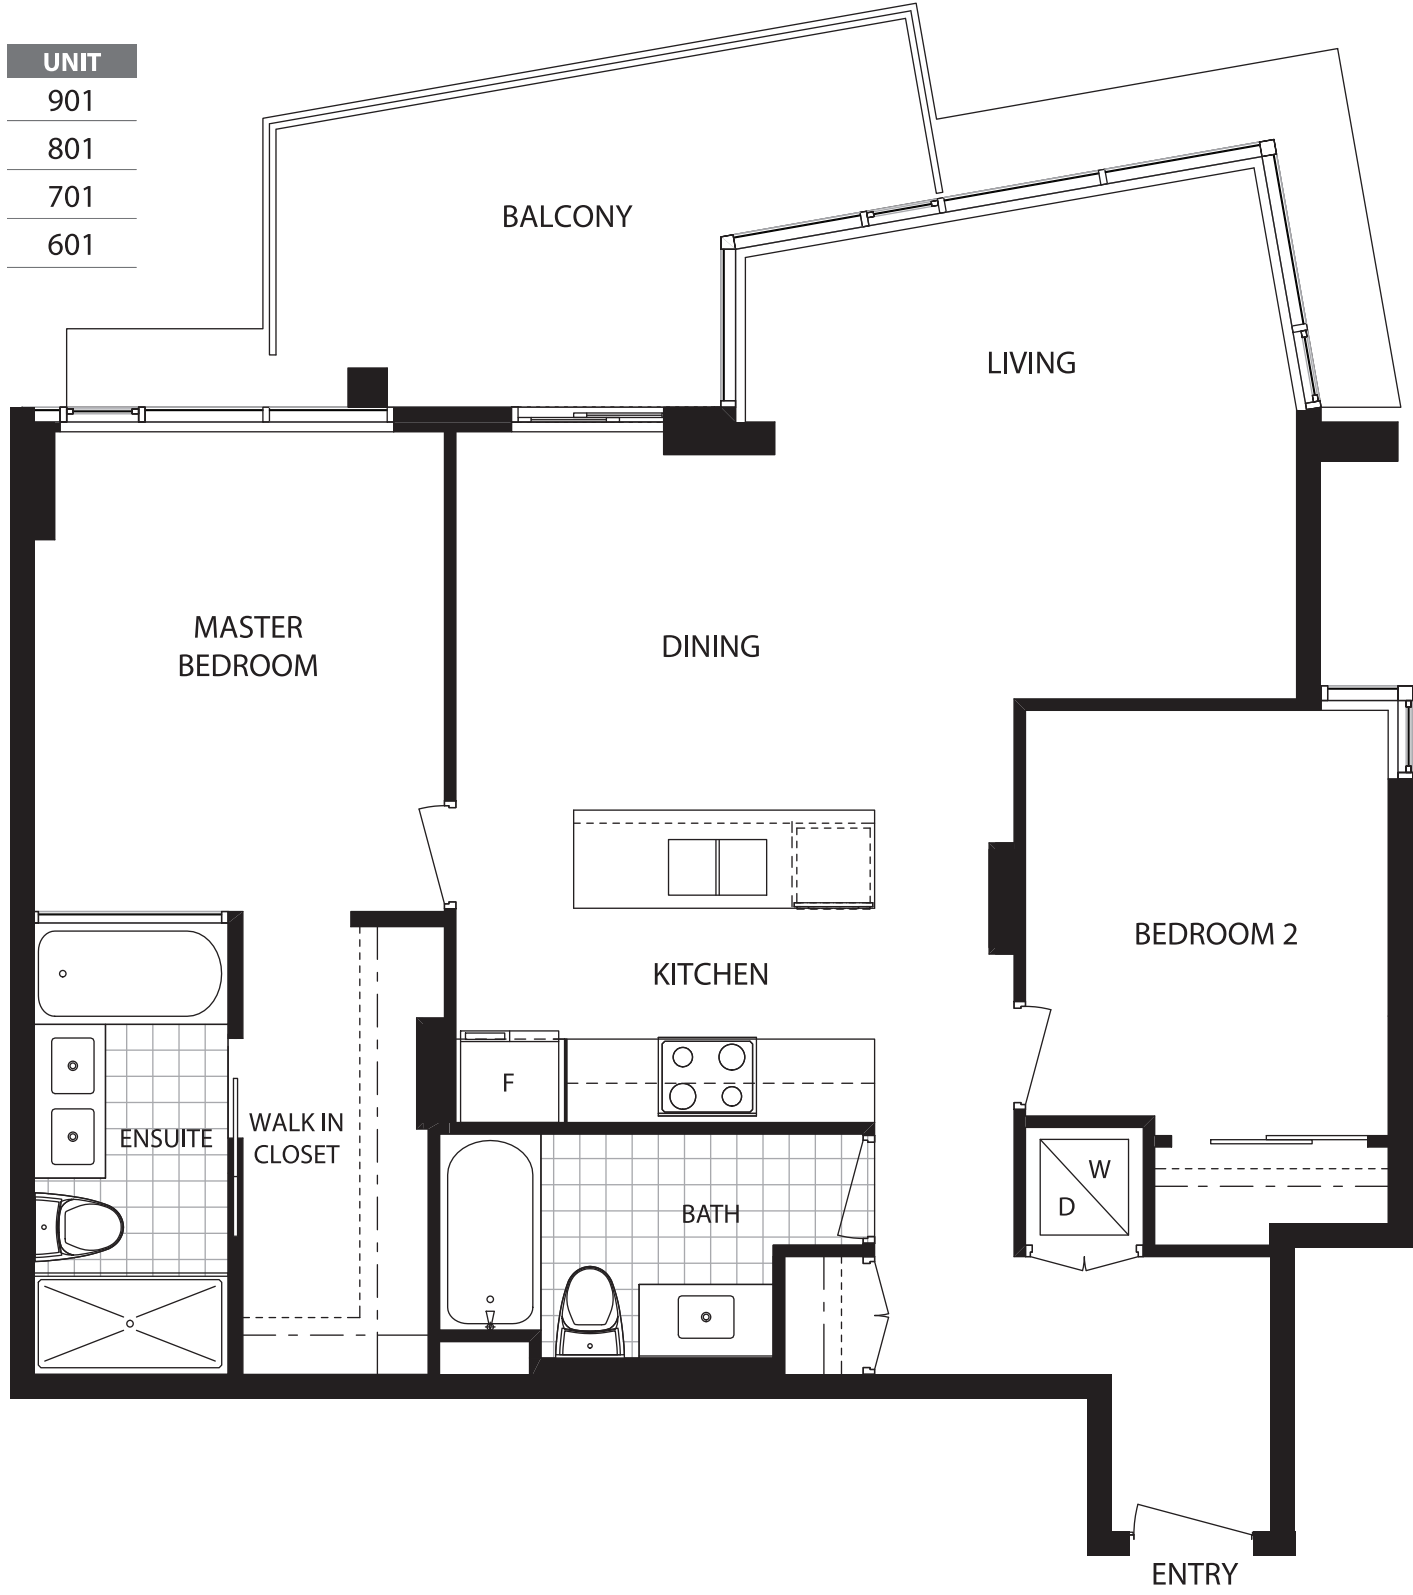 UNIT
901
801
701
601
BALCONY
LIVING
MASTER
BEDROOM
DINING
BEDROOM 2
KITCHEN
F
WALK IN
CLOSET
ENSUITE
W
D
BATH
ENTRY